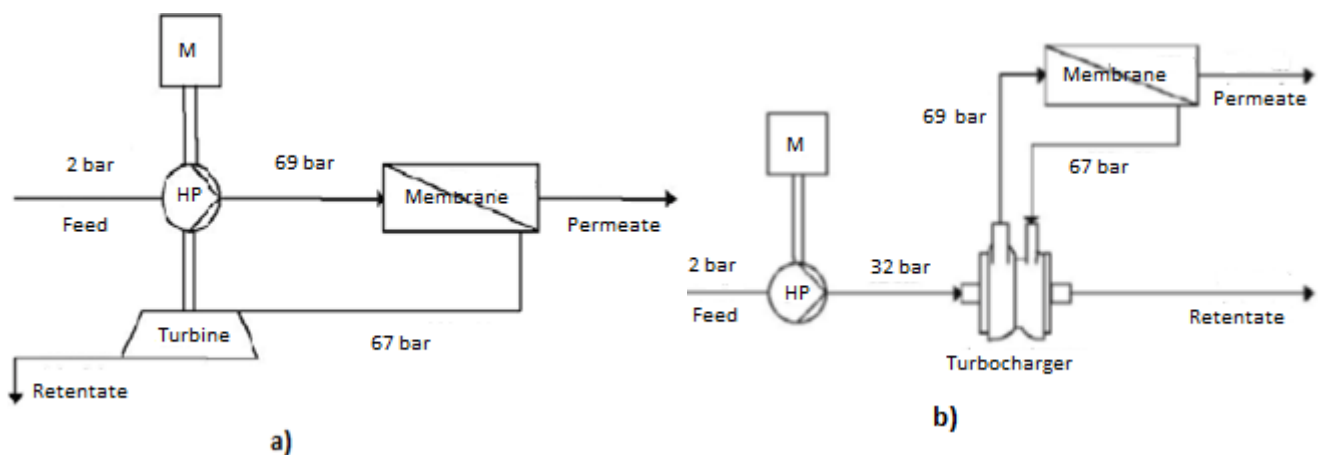 M
2 bar
HP
69 bar
Membrane
Feed
Permeate
Turbine
67 bar
Retentate
a)
Membrane
Permeate
69 bar
M
67 bar
2 bar
HP
32 bar
Feed
Retentate
Turbocharger
b)